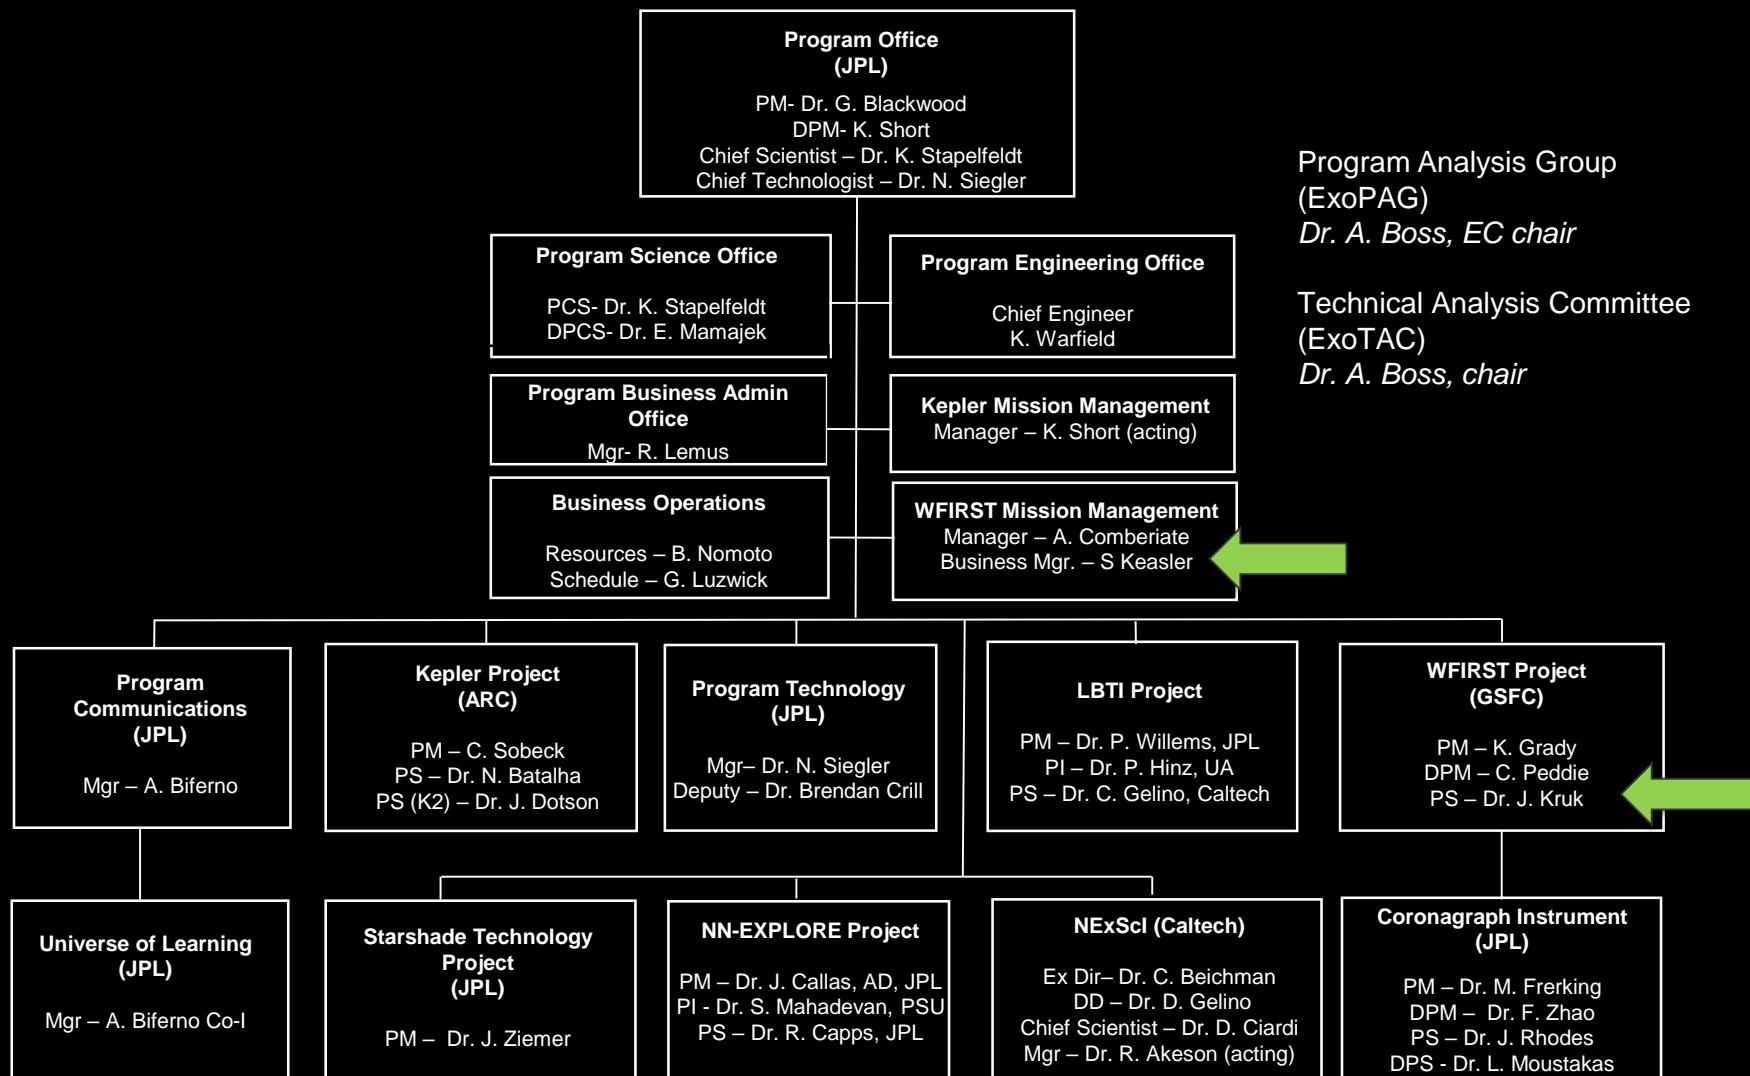 Program Office
(JPL)
PM- Dr. G. Blackwood
DPM- K. Short
Chief Scientist – Dr. K. Stapelfeldt
Chief Technologist – Dr. N. Siegler
Program Analysis Group
(ExoPAG)
Dr. A. Boss, EC chair
Technical Analysis Committee
(ExoTAC)
Dr. A. Boss, chair
Program Science Office
PCS- Dr. K. Stapelfeldt
DPCS- Dr. E. Mamajek
Program Engineering Office
Chief Engineer
K. Warfield
Program Business Admin
Office
Mgr- R. Lemus
Kepler Mission Management
Manager – K. Short (acting)
Business Operations
Resources – B. Nomoto
Schedule – G. Luzwick
WFIRST Mission Management
Manager – A. Comberiate
Business Mgr. – S Keasler
Program
Communications
(JPL)
Mgr – A. Biferno
Kepler Project
(ARC)
PM – C. Sobeck
PS – Dr. N. Batalha
PS (K2) – Dr. J. Dotson
Program Technology
(JPL)
Mgr– Dr. N. Siegler
Deputy – Dr. Brendan Crill
LBTI Project
PM – Dr. P. Willems, JPL
PI – Dr. P. Hinz, UA
PS – Dr. C. Gelino, Caltech
WFIRST Project
(GSFC)
PM – K. Grady
DPM – C. Peddie
PS – Dr. J. Kruk
Universe of Learning
(JPL)
Mgr – A. Biferno Co-I
Starshade Technology
Project
(JPL)
PM – Dr. J. Ziemer
NN-EXPLORE Project
PM – Dr. J. Callas, AD, JPL
PI - Dr. S. Mahadevan, PSU
PS – Dr. R. Capps, JPL
NExScI (Caltech)
Ex Dir– Dr. C. Beichman
DD – Dr. D. Gelino
Chief Scientist – Dr. D. Ciardi
Mgr – Dr. R. Akeson (acting)
Coronagraph Instrument
(JPL)
PM – Dr. M. Frerking
DPM – Dr. F. Zhao
PS – Dr. J. Rhodes
DPS - Dr. L. Moustakas